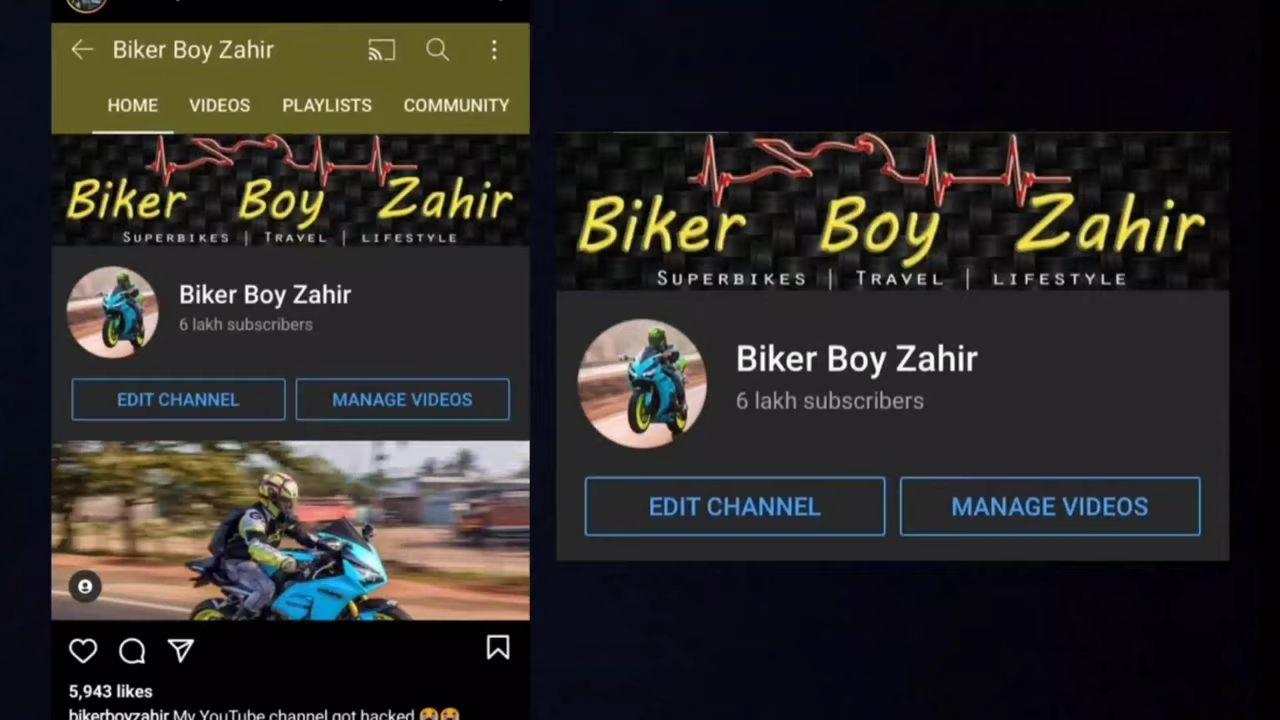 Biker Boy Zahir
HOME VIDEOS PLAYLISTS COMMUNITY
Biker Boy Zahir
SUPERBIKES | TRAVEL | LIFESTYLE
Biker Boy Zahir
6 lakh subscribers
EDIT CHANNEL MANAGE VIDEOS
5,943 likes
bikerboyzahir My YouTube channel got hacked 😭😭
Biker Boy Zahir
SUPERBIKES | TRAVEL | LIFESTYLE
Biker Boy Zahir
6 lakh subscribers
EDIT CHANNEL MANAGE VIDEOS